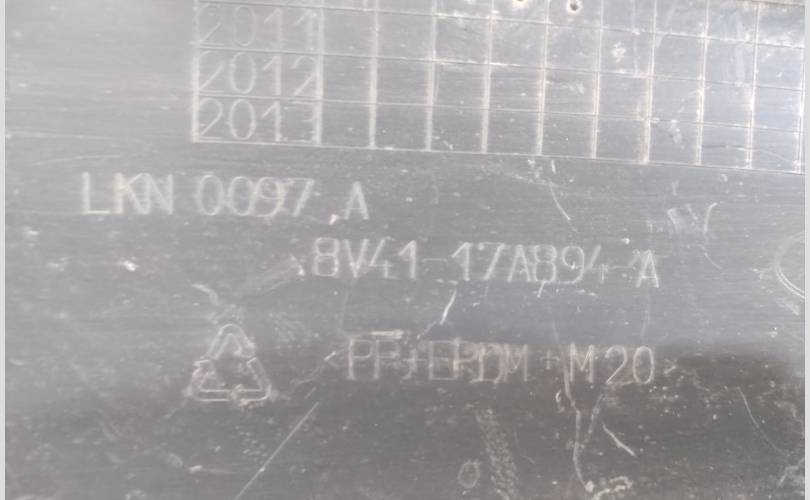 2011
2012
2013
LKN 0097 A
8V41-17A894-A
>PP+EPDM+M20<